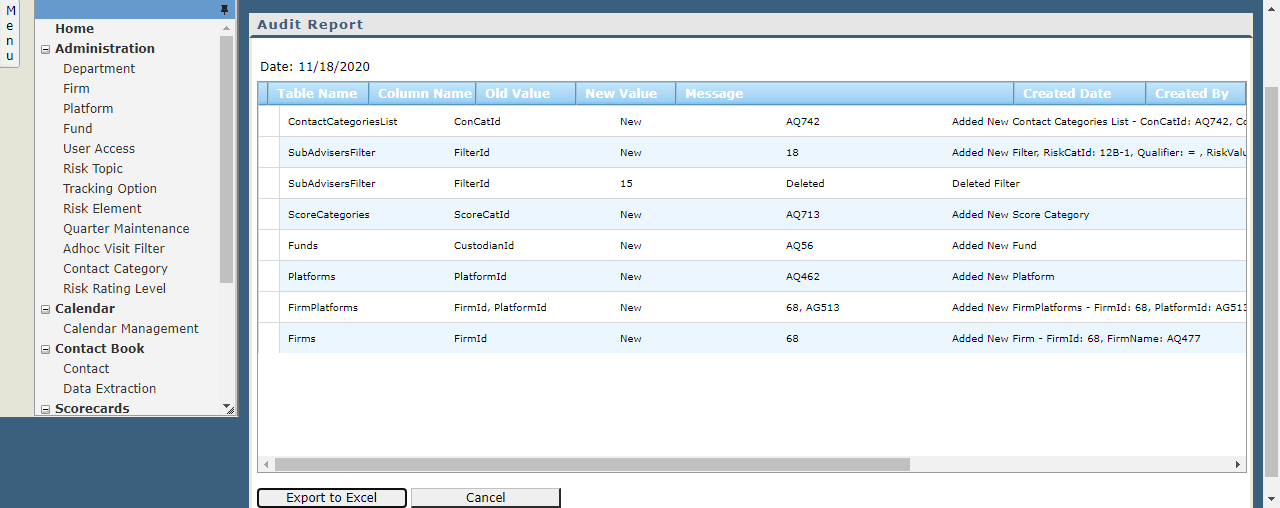 Menu
Home
Administration
Department
Firm
Platform
Fund
User Access
Risk Topic
Tracking Option
Risk Element
Quarter Maintenance
Adhoc Visit Filter
Contact Category
Risk Rating Level
Calendar
Calendar Management
Contact Book
Contact
Data Extraction
Scorecards
Audit Report
Date: 11/18/2020
Table Name Column Name Old Value New Value Message Created Date Created By
ContactCategoriesList ConCatId New AQ742 Added New Contact Categories List - ConCatId: AQ742, Co
SubAdvisersFilter FilterId New 18 Added New Filter, RiskCatId: 12B-1, Qualifier: = , RiskValu
SubAdvisersFilter FilterId 15 Deleted Deleted Filter
ScoreCategories ScoreCatId New AQ713 Added New Score Category
Funds CustodianId New AQ56 Added New Fund
Platforms PlatformId New AQ462 Added New Platform
FirmPlatforms FirmId, PlatformId New 68, AG513 Added New FirmPlatforms - FirmId: 68, PlatformId: AG513
Firms FirmId New 68 Added New Firm - FirmId: 68, FirmName: AQ477
Export to Excel Cancel